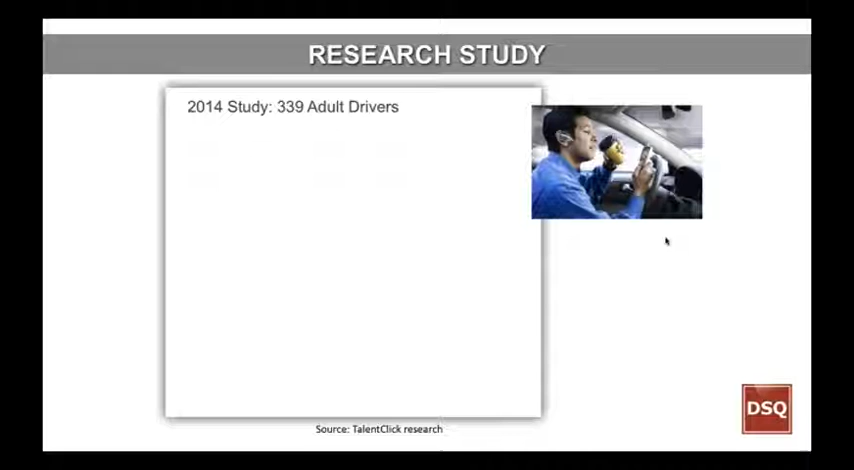 RESEARCH STUDY
2014 Study: 339 Adult Drivers
DSQ
Source: TalentClick research